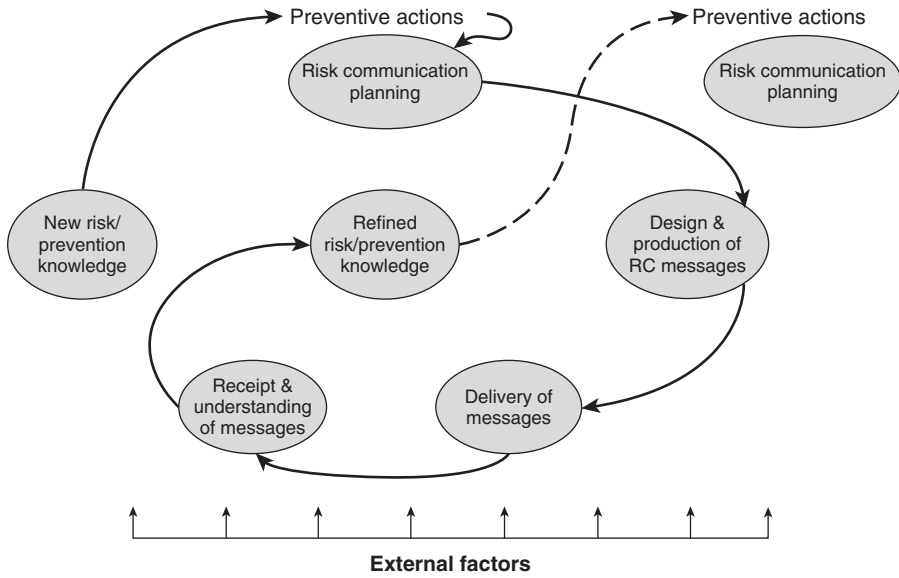 Preventive actions
Preventive actions
Risk communication
planning
Risk communication
planning
New risk/
prevention
knowledge
Refined
risk/prevention
knowledge
Design &
production of
RC messages
Receipt &
understanding
of messages
Delivery of
messages
External factors